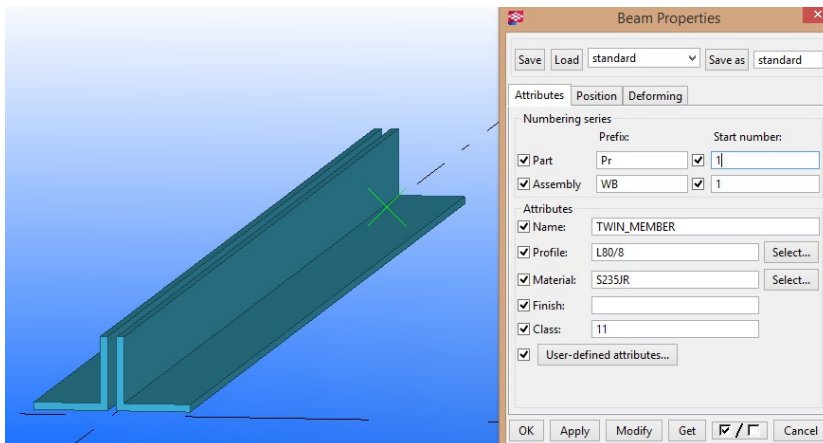 Beam Properties
Save Load standard Save as standard
Attributes Position Deforming
Numbering series
Prefix: Start number:
Part Pr 1
Assembly WB 1
Attributes
Name: TWIN_MEMBER
Profile: L80/8 Select...
Material: S235JR Select...
Finish:
Class: 11
User-defined attributes...
OK Apply Modify Get / Cancel